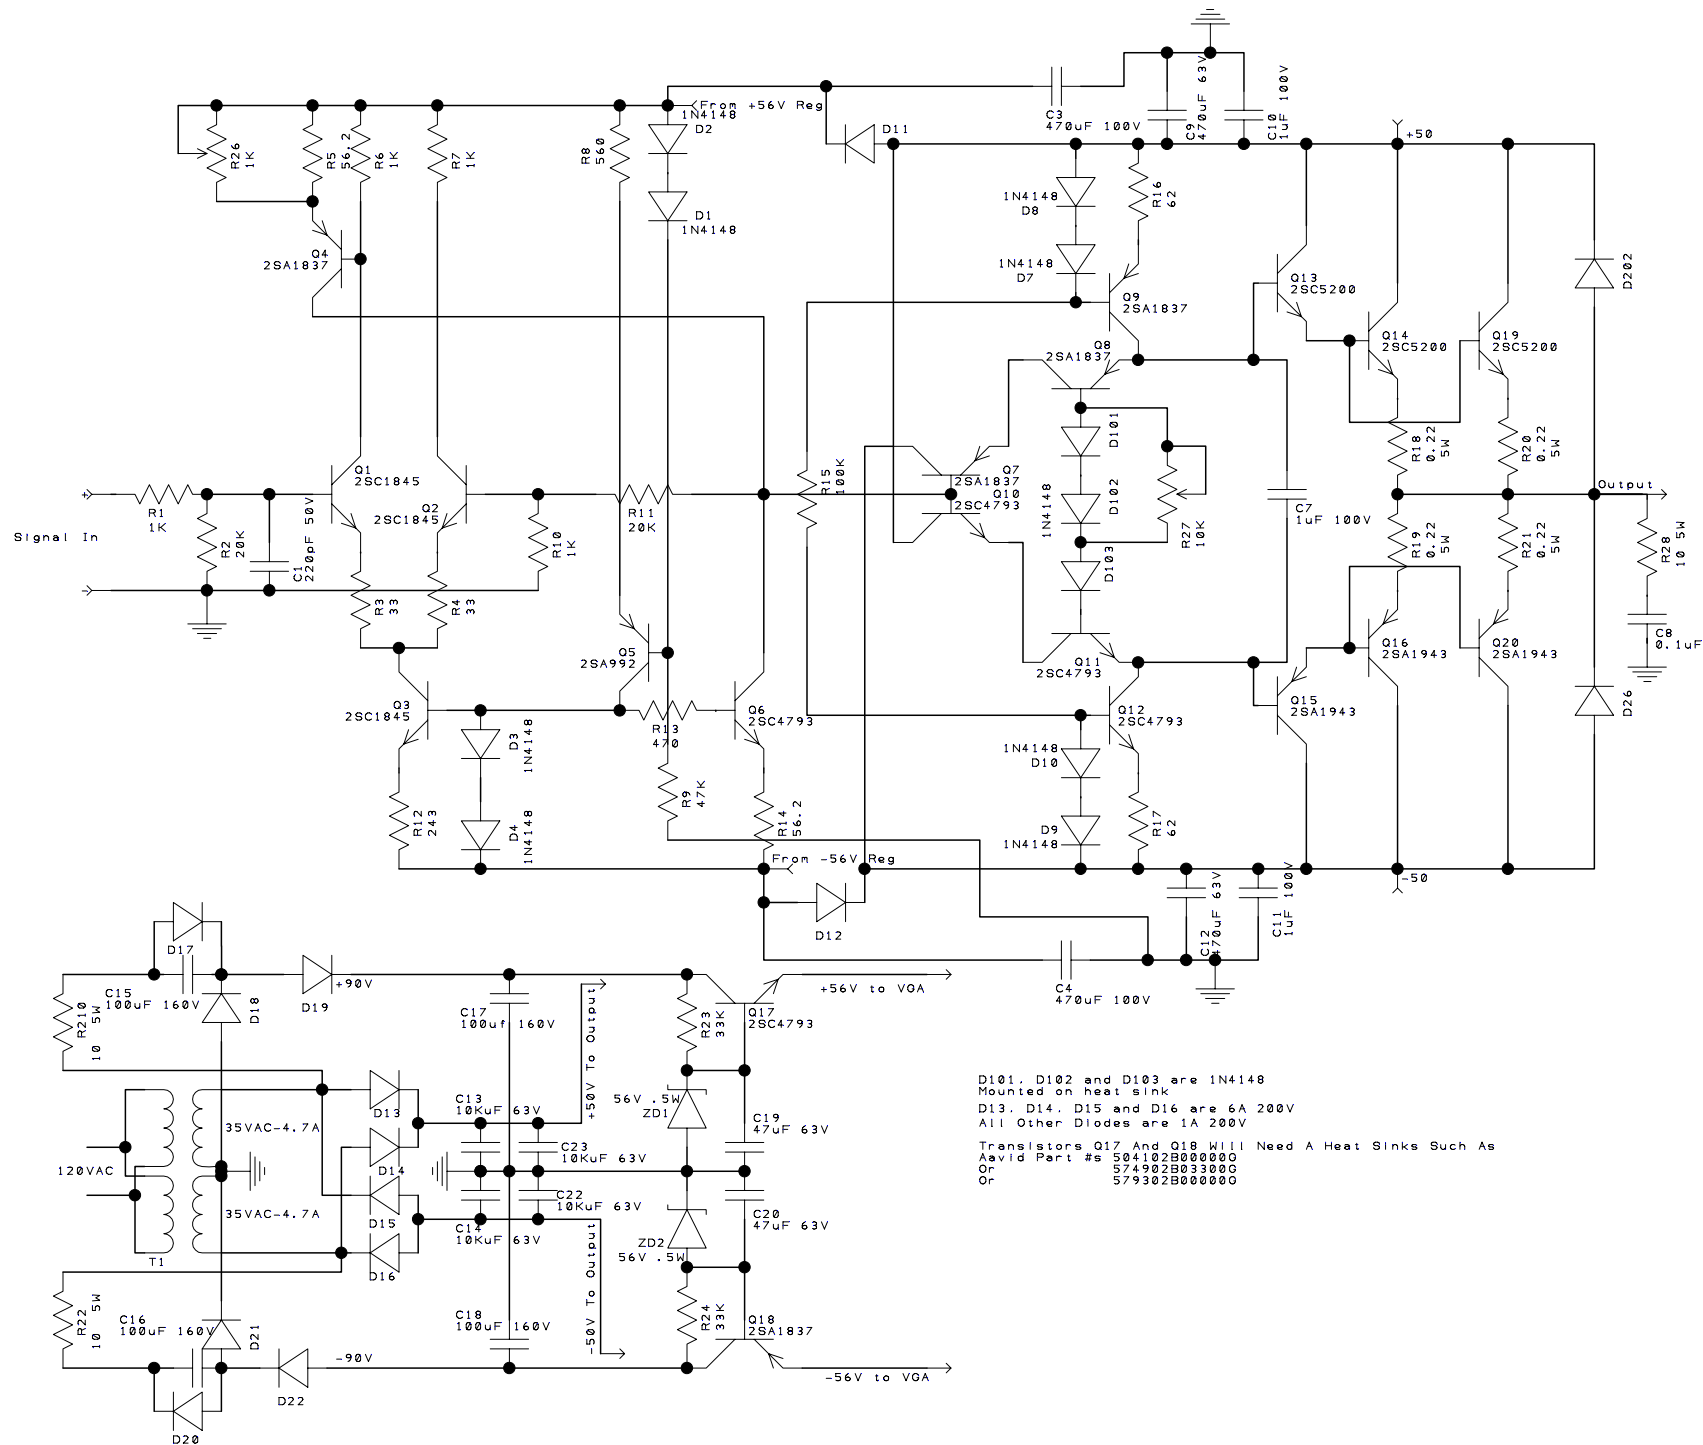 C3
470uF 100V
C9
470uF 63V
C10
1uF 100V
From +56V Reg
1N4148
D2
D11
+50
R26
1K
R5
56.2
R6
1K
R7
1K
R8
560
D1
1N4148
1N4148
D8
R16
62
1N4148
D7
Q4
2SA1837
Q9
2SA1837
Q13
2SC5200
D202
Q8
2SA1837
Q14
2SC5200
Q19
2SC5200
D101
R18
0.22
5W
R20
0.22
5W
Q1
2SC1845
Q2
2SC1845
R15
100K
Q7
2SA1837
Q10
2SC4793
D102
1N4148
R27
10K
C7
1uF 100V
Output
R1
1K
R2
20K
C1
220pF 50V
R11
20K
R10
1K
Signal In
R19
0.22
5W
R21
0.22
5W
R28
10 5W
D103
R3
33
R4
33
C8
0.1uF
Q5
2SA992
Q11
2SC4793
Q16
2SA1943
Q20
2SA1943
Q3
2SC1845
R13
470
Q6
2SC4793
Q12
2SC4793
Q15
2SA1943
D26
D3
1N4148
1N4148
D10
R9
47K
R12
243
D4
1N4148
R14
56.2
D9
1N4148
R17
62
From -56V Reg
-50
C12
470uF 63V
C11
1uF 100V
D12
D17
C15
100uF 160V
D18
D19
+90V
C4
470uF 100V
+56V to VGA
R210
10 5W
C17
100uf 160V
+50V To Output
R23
33K
Q17
2SC4793
D13
C13
10KuF 63V
56V .5W
ZD1
C19
47uF 63V
35VAC-4.7A
C23
10KuF 63V
D14
120VAC
C22
10KuF 63V
D15
C14
10KuF 63V
C20
47uF 63V
35VAC-4.7A
ZD2
56V .5W
T1
D16
-50V To Output
R22
10 5W
C16
100uF 160V
D21
C18
100uF 160V
R24
33K
Q18
2SA1837
-90V
D22
D20
-56V to VGA
D101, D102 and D103 are 1N4148
Mounted on heat sink
D13, D14, D15 and D16 are 6A 200V
All Other Diodes are 1A 200V
Transistors Q17 And Q18 Will Need A Heat Sinks Such As
Aavid Part #s 504102B00000G
Or 574902B03300G
Or 579302B00000G